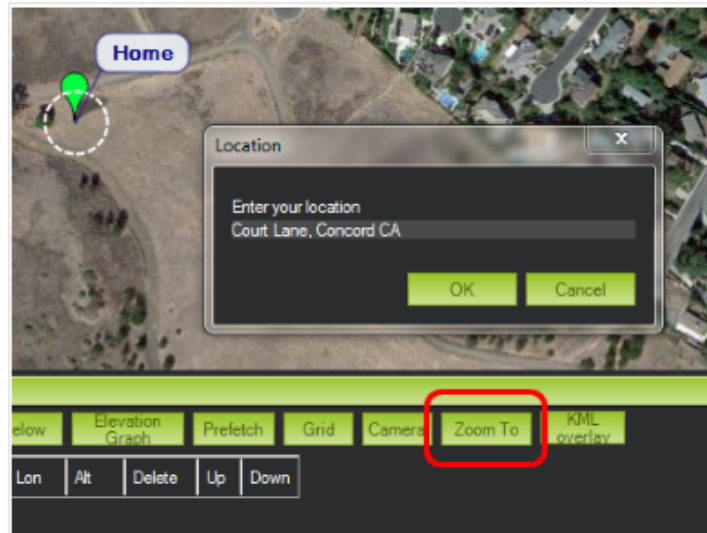 Home
Location
x
Enter your location
Court Lane, Concord CA
OK Cancel
elow Elevation Graph Prefetch Grid Camera Zoom To KML overlay
Lon Alt Delete Up Down